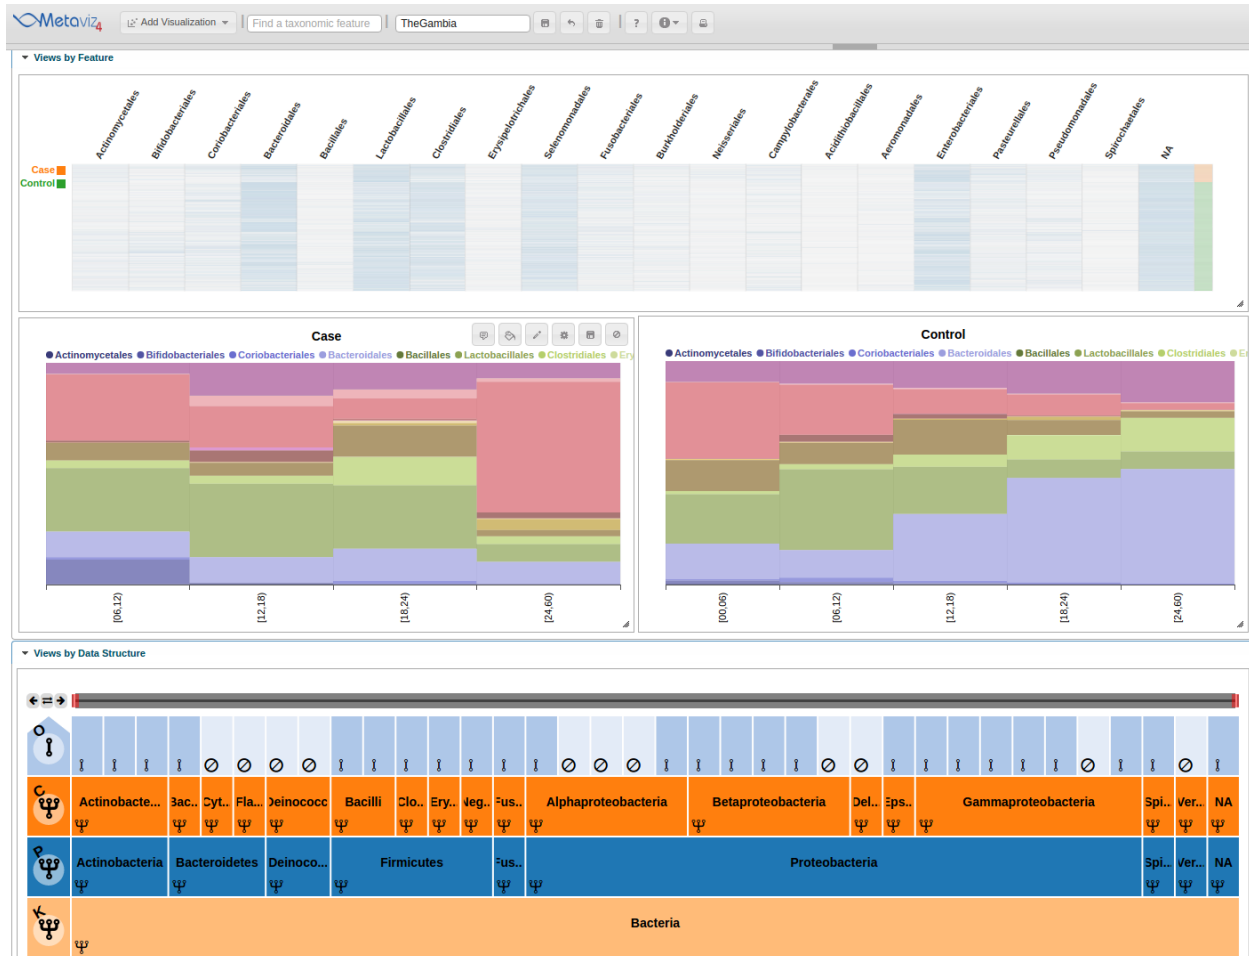 Metaviz4 Add Visualization Find a taxonomic feature TheGambia ?
Views by Feature
Actinomycetales Bifidobacteriales Coriobacteriales Bacteroidales Bacillales Lactobacillales Clostridiales Erysipelotrichales Selenomonadales Fusobacteriales Burkholderiales Neisseriales Campylobacterales Acidithiobacillales Aeromonadales Enterobacteriales Pasteurellales Pseudomonadales Spirochaetales NA
Case
Control
Case
Actinomycetales Bifidobacteriales Coriobacteriales Bacteroidales Bacillales Lactobacillales Clostridiales Ery
[06,12) [12,18) [18,24) [24,60)
Control
Actinomycetales Bifidobacteriales Coriobacteriales Bacteroidales Bacillales Lactobacillales Clostridiales
[00,06) [06,12) [12,18) [18,24) [24,60)
Views by Data Structure
O
C Actinobacte... Bac... Cyt... Fla... Deinococc Bacilli Clo... Ery... Neg... Fus... Alphaproteobacteria Betaproteobacteria Del... Eps... Gammaproteobacteria Spi... Ver... NA
P Actinobacteria Bacteroidetes Deinoco... Firmicutes Fus... Proteobacteria Spi... Ver... NA
K Bacteria